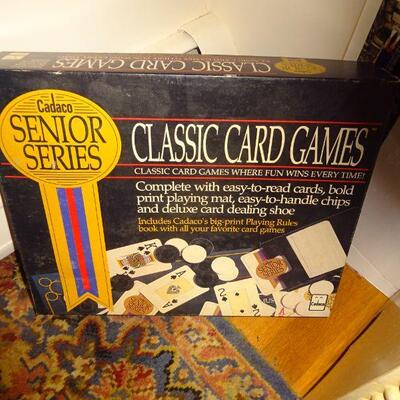 CLASSIC CARD GAMES
Cadaco
SENIOR
SERIES
CLASSIC CARD GAMES™
CLASSIC CARD GAMES WHERE FUN WINS EVERY TIME!
Complete with easy-to-read cards, bold
print playing mat, easy-to-handle chips
and deluxe card dealing shoe
Includes Cadaco's big-print Playing Rules
book with all your favorite card games